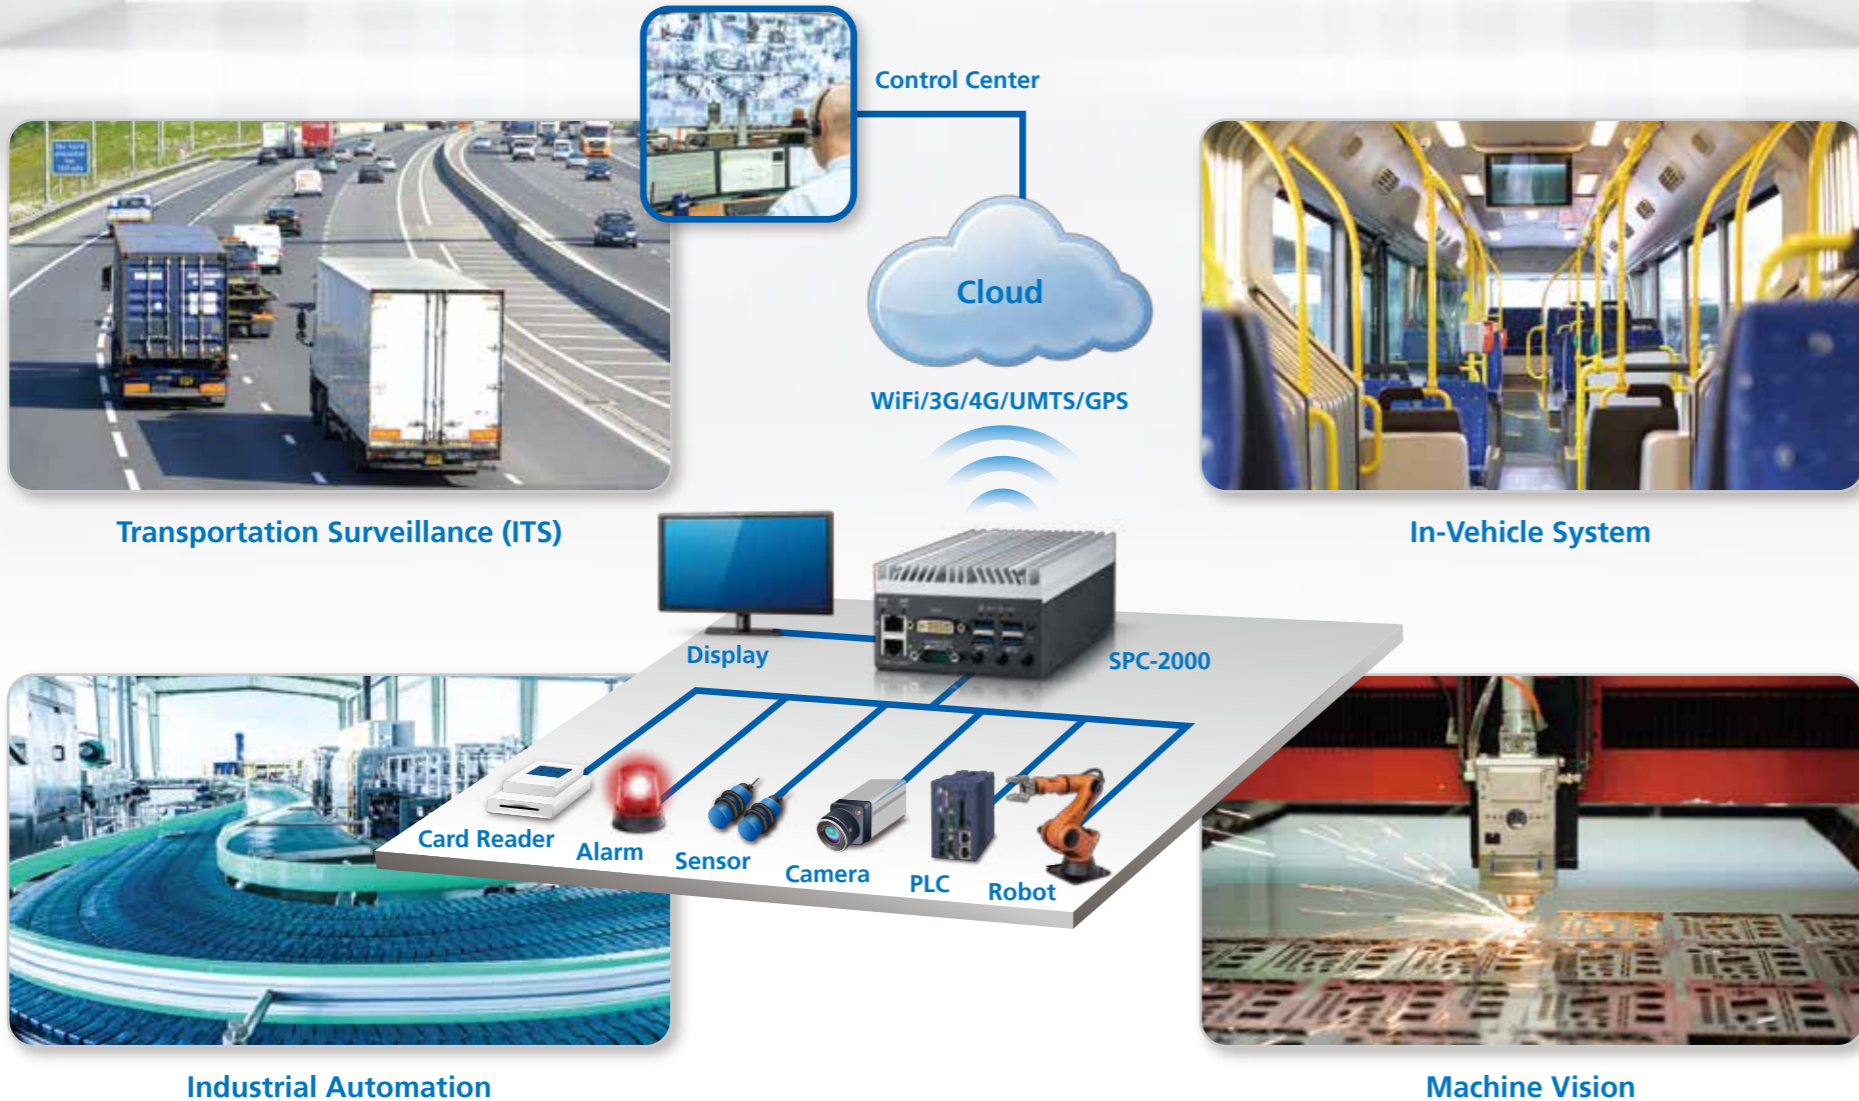 Control Center
Cloud
WiFi/3G/4G/UMTS/GPS
Transportation Surveillance (ITS)
In-Vehicle System
Display
SPC-2000
Card Reader
Alarm
Sensor
Camera
PLC
Robot
Industrial Automation
Machine Vision